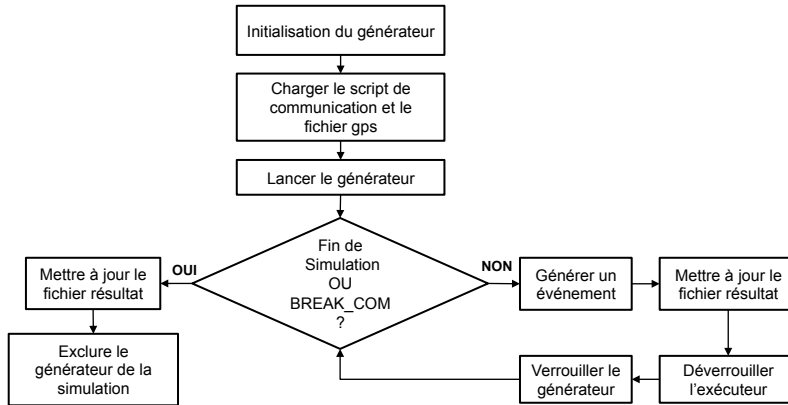 Initialisation du générateur
Charger le script de
communication et le
fichier gps
Lancer le générateur
Fin de
Simulation
OU
BREAK_COM
?
OUI
NON
Mettre à jour le
fichier résultat
Exclure le
générateur de la
simulation
Générer un
événement
Mettre à jour le
fichier résultat
Déverrouiller
l'exécuteur
Verrouiller le
générateur